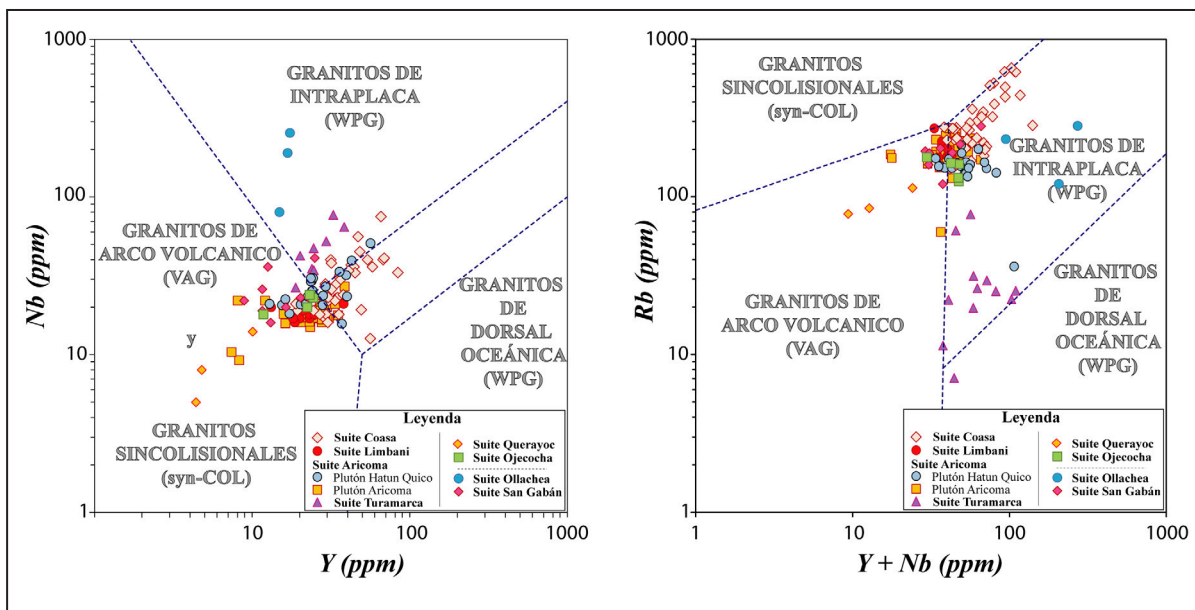 1000
100
10
1
1
10
100
1000
Nb (ppm)
Y (ppm)
GRANITOS DE
INTRAPLACA
(WPG)
GRANITOS DE
ARCO VOLCANICO
(VAG)
y
GRANITOS
SINCOLISIONALES
(syn-COL)
GRANITOS
DE
DORSAL
OCEÁNICA
(WPG)
Leyenda
Suite Coasa
Suite Limbani
Suite Aricoma
Plutón Hatun Quico
Plutón Aricoma
Suite Turamarca
Suite Querayoc
Suite Ojecocha
Suite Ollachea
Suite San Gabán
1000
100
10
1
1
10
100
1000
Rb (ppm)
Y + Nb (ppm)
GRANITOS
SINCOLISIONALES
(syn-COL)
GRANITOS DE
INTRAPLACA
(WPG)
GRANITOS DE
ARCO VOLCANICO
(VAG)
GRANITOS
DE
DORSAL
OCEÁNICA
(WPG)
Leyenda
Suite Coasa
Suite Limbani
Suite Aricoma
Plutón Hatun Quico
Plutón Aricoma
Suite Turamarca
Suite Querayoc
Suite Ojecocha
Suite Ollachea
Suite San Gabán